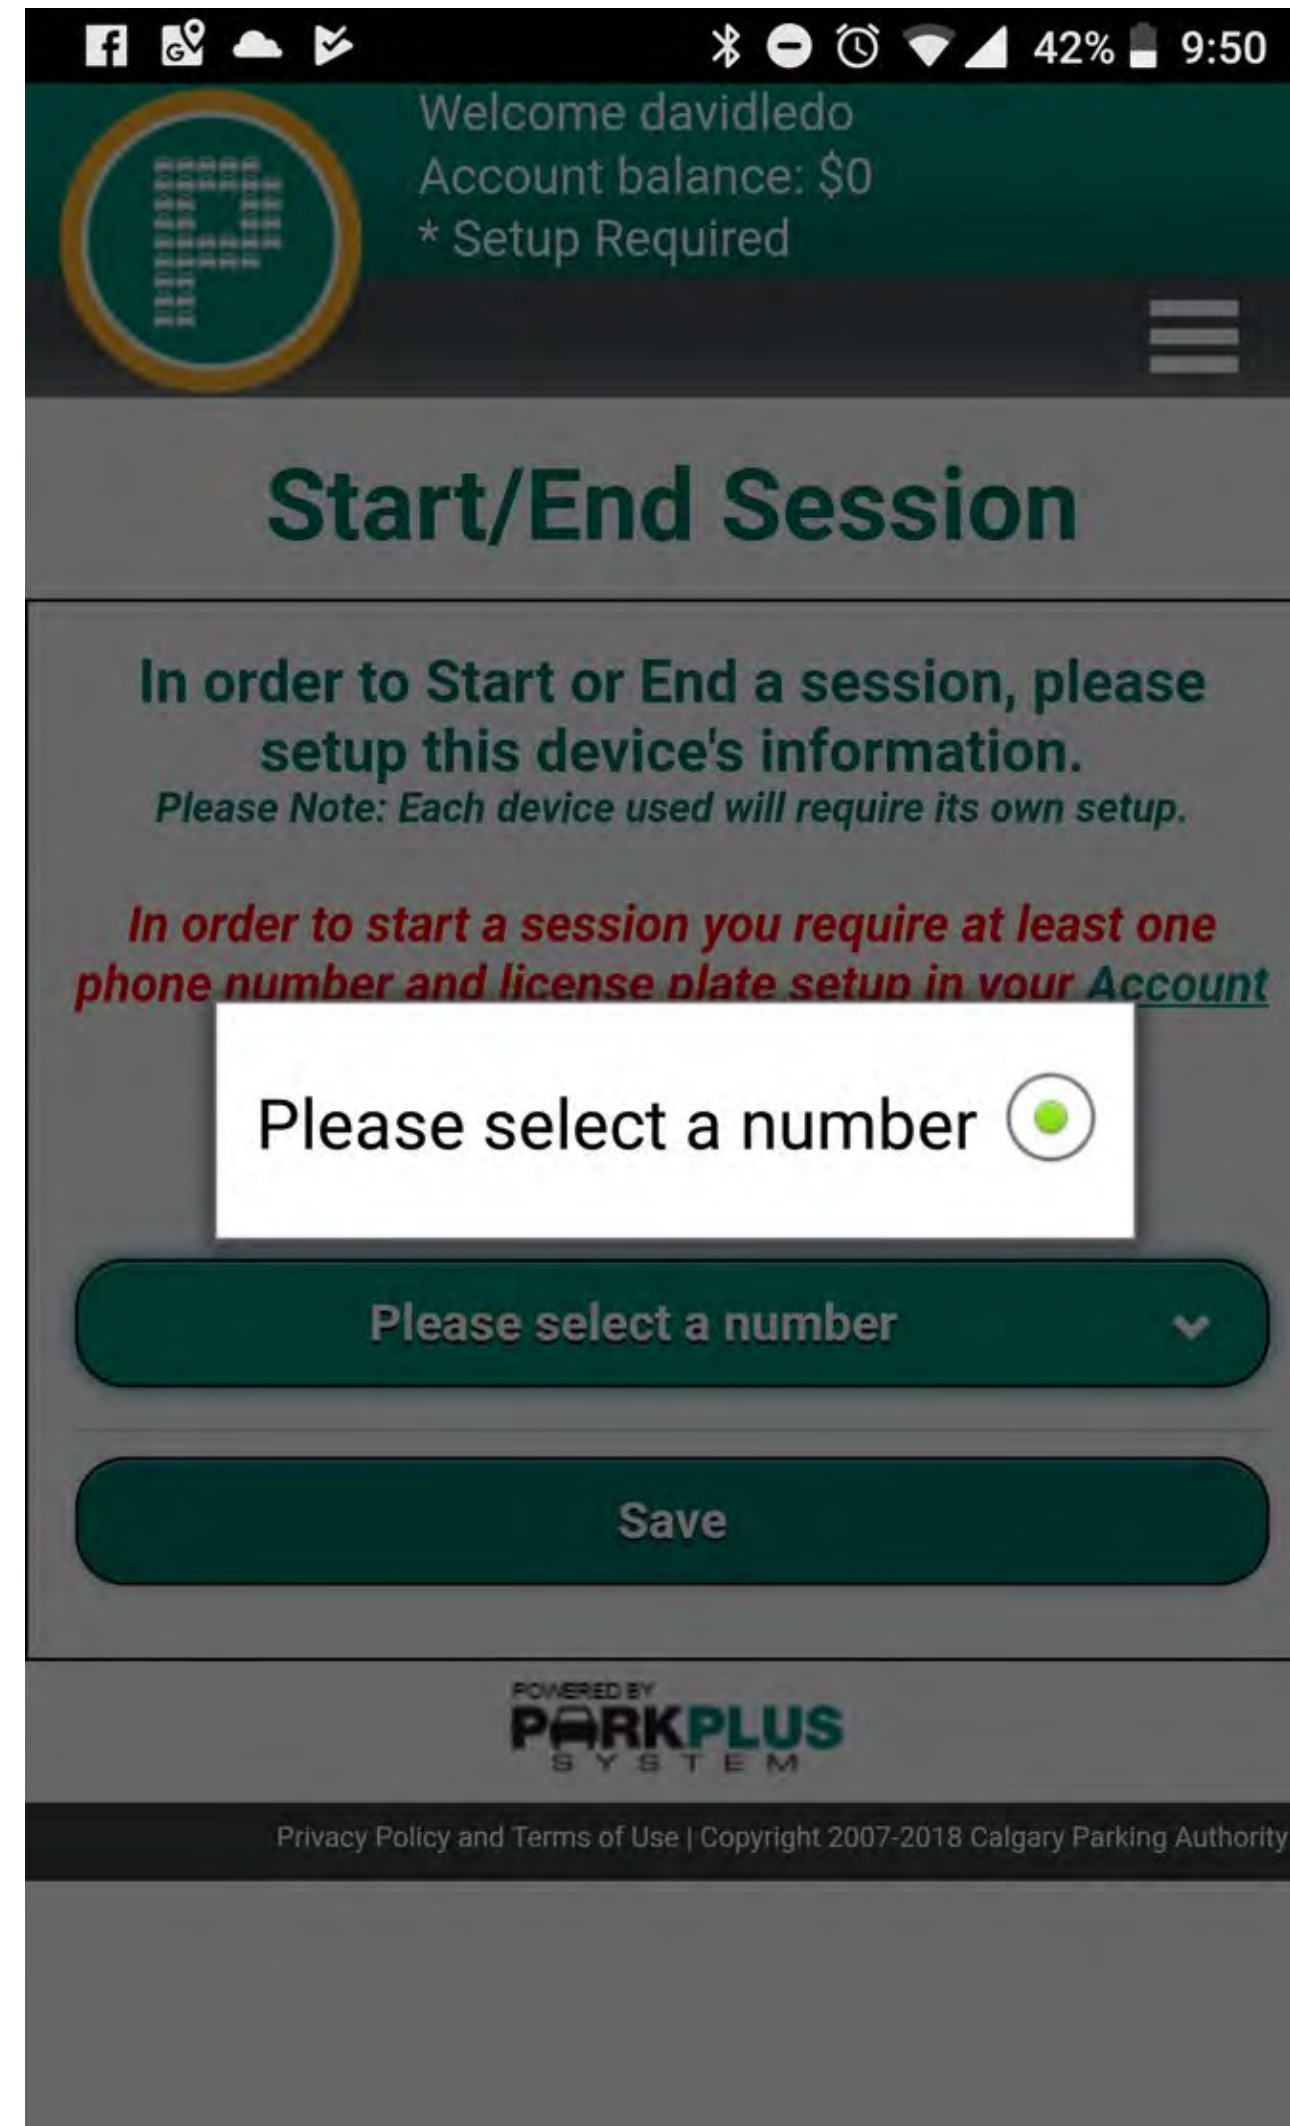 42% 9:50
Welcome davidledo
Account balance: $0
* Setup Required
Start/End Session
In order to Start or End a session, please
setup this device's information.
Please Note: Each device used will require its own setup.
In order to start a session you require at least one
phone number and license plate setup in your Account
Please select a number
Please select a number
Save
POWERED BY
PARKPLUS
SYSTEM
Privacy Policy and Terms of Use | Copyright 2007-2018 Calgary Parking Authority